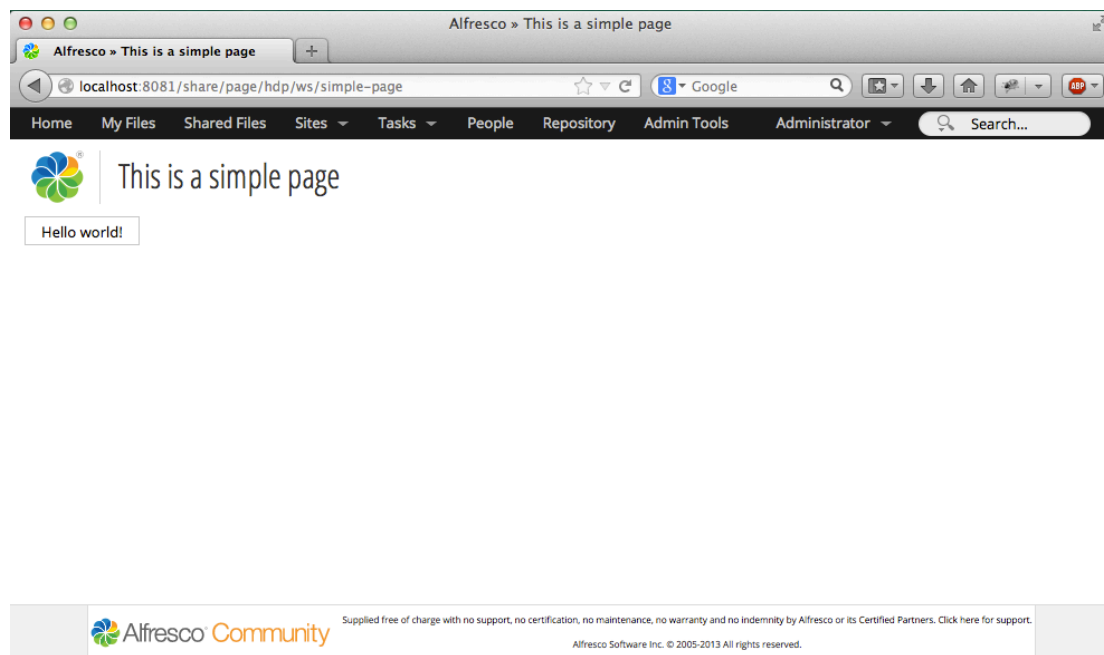 Alfresco » This is a simple page
Alfresco » This is a simple page
localhost:8081/share/page/hdp/ws/simple-page
8 Google
ABP
Home My Files Shared Files Sites Tasks People Repository Admin Tools Administrator Search...
® This is a simple page
Hello world!
Alfresco Community
Supplied free of charge with no support, no certification, no maintenance, no warranty and no indemnity by Alfresco or its Certified Partners. Click here for support.
Alfresco Software Inc. © 2005-2013 All rights reserved.